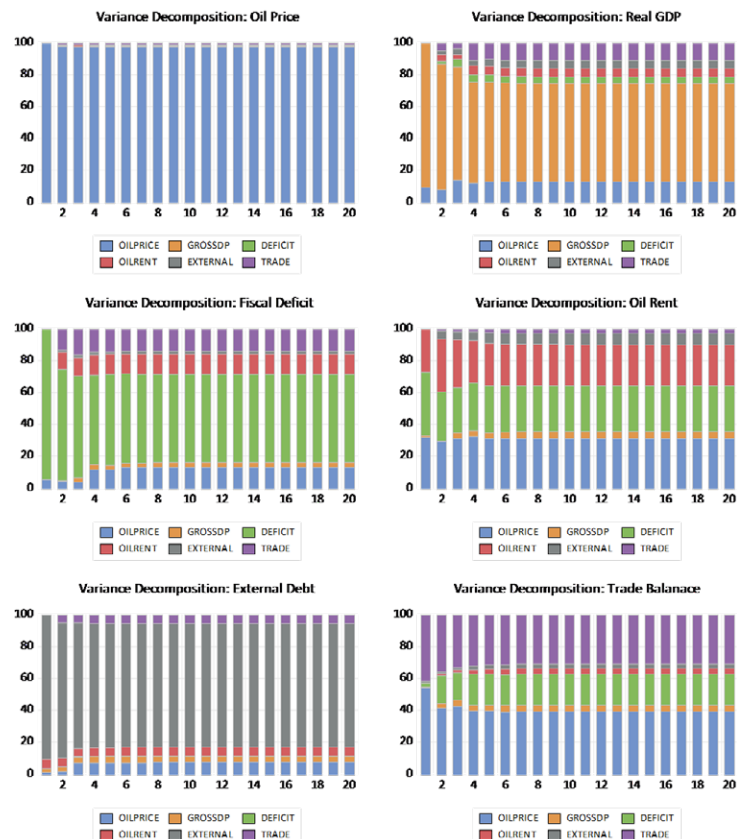 Variance Decomposition: Oil Price
100
80
60
40
20
0
2 4 6 8 10 12 14 16 18 20
OILPRICE GROSSDP DEFICIT
OILRENT EXTERNAL TRADE
Variance Decomposition: Real GDP
100
80
60
40
20
0
2 4 6 8 10 12 14 16 18 20
OILPRICE GROSSDP DEFICIT
OILRENT EXTERNAL TRADE
Variance Decomposition: Fiscal Deficit
100
80
60
40
20
0
2 4 6 8 10 12 14 16 18 20
OILPRICE GROSSDP DEFICIT
OILRENT EXTERNAL TRADE
Variance Decomposition: Oil Rent
100
80
60
40
20
0
2 4 6 8 10 12 14 16 18 20
OILPRICE GROSSDP DEFICIT
OILRENT EXTERNAL TRADE
Variance Decomposition: External Debt
100
80
60
40
20
0
2 4 6 8 10 12 14 16 18 20
OILPRICE GROSSDP DEFICIT
OILRENT EXTERNAL TRADE
Variance Decomposition: Trade Balanace
100
80
60
40
20
0
2 4 6 8 10 12 14 16 18 20
OILPRICE GROSSDP DEFICIT
OILRENT EXTERNAL TRADE